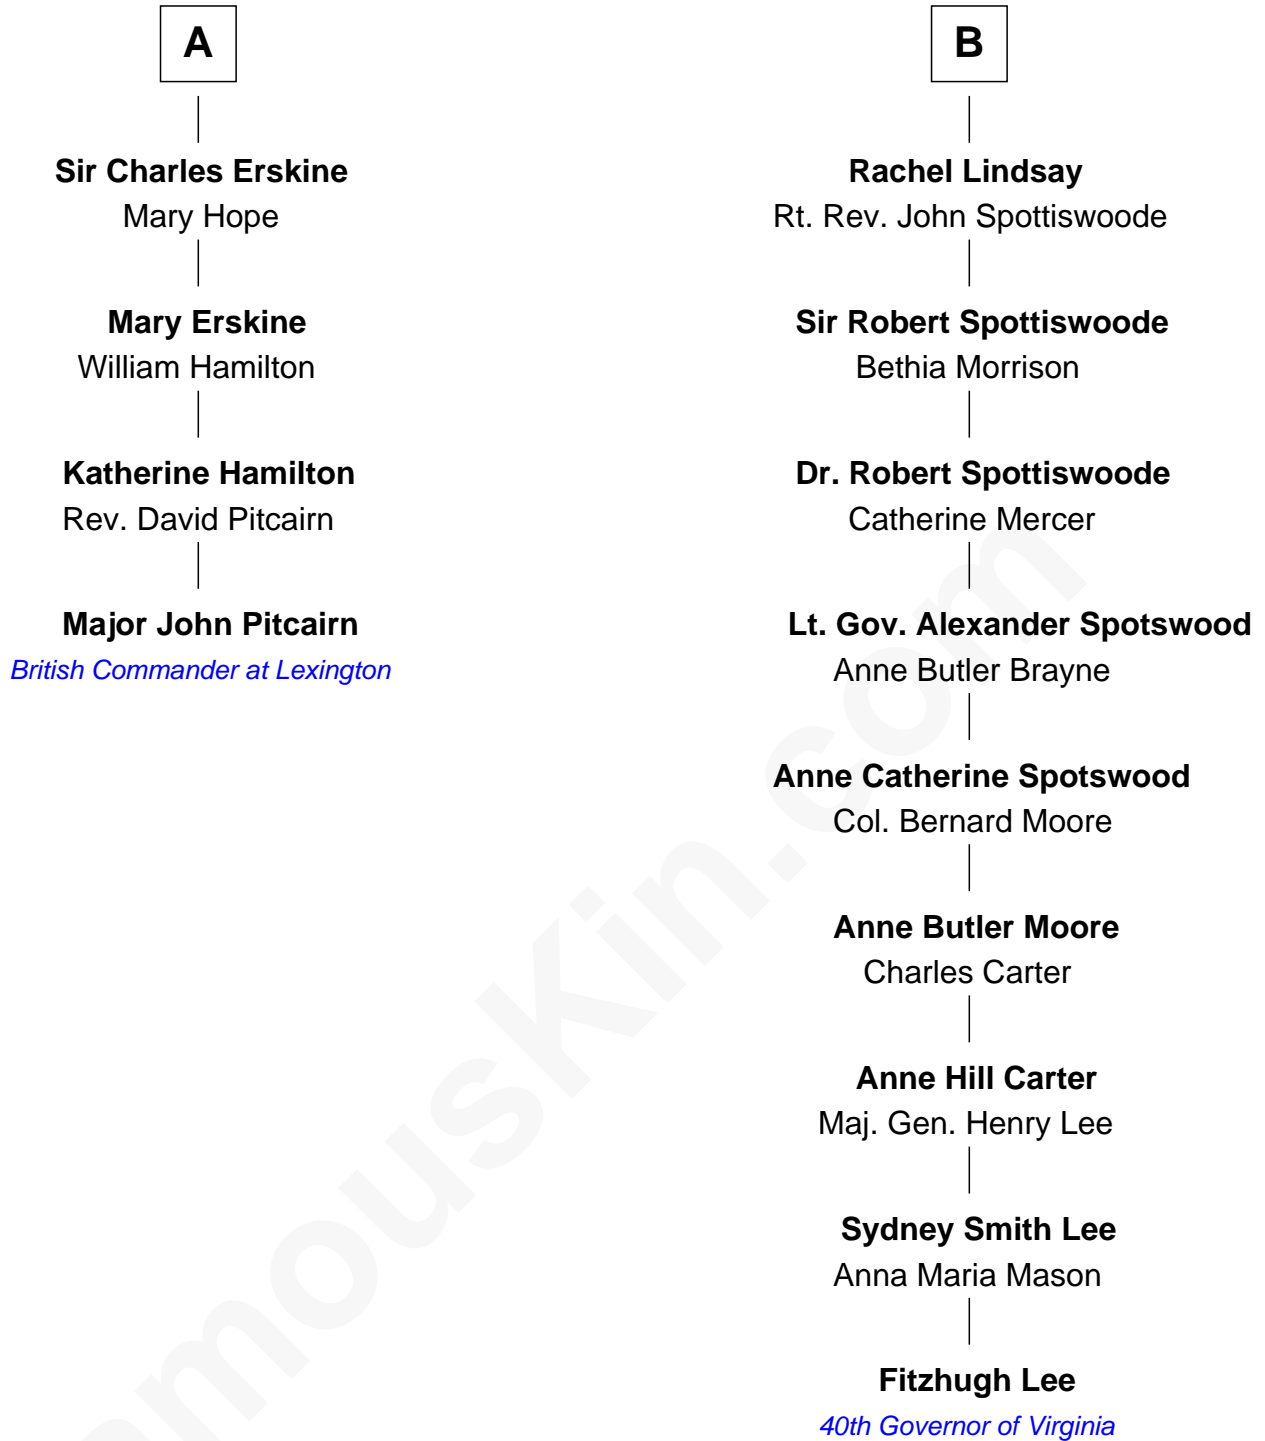 A
Sir Charles Erskine
Mary Hope
Mary Erskine
William Hamilton
Katherine Hamilton
Rev. David Pitcairn
Major John Pitcairn
British Commander at Lexington
B
Rachel Lindsay
Rt. Rev. John Spottiswoode
Sir Robert Spottiswoode
Bethia Morrison
Dr. Robert Spottiswoode
Catherine Mercer
Lt. Gov. Alexander Spotswood
Anne Butler Brayne
Anne Catherine Spotswood
Col. Bernard Moore
Anne Butler Moore
Charles Carter
Anne Hill Carter
Maj. Gen. Henry Lee
Sydney Smith Lee
Anna Maria Mason
Fitzhugh Lee
40th Governor of Virginia
amousKin.com